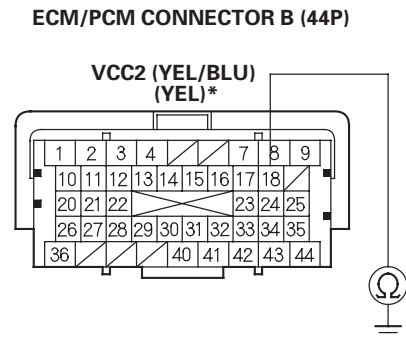 ECM/PCM CONNECTOR B (44P)
VCC2 (YEL/BLU)
(YEL)*
1 2 3 4 7 8 9
10 11 12 13 14 15 16 17 18
20 21 22 23 24 25
26 27 28 29 30 31 32 33 34 35
36 40 41 42 43 44
Ω